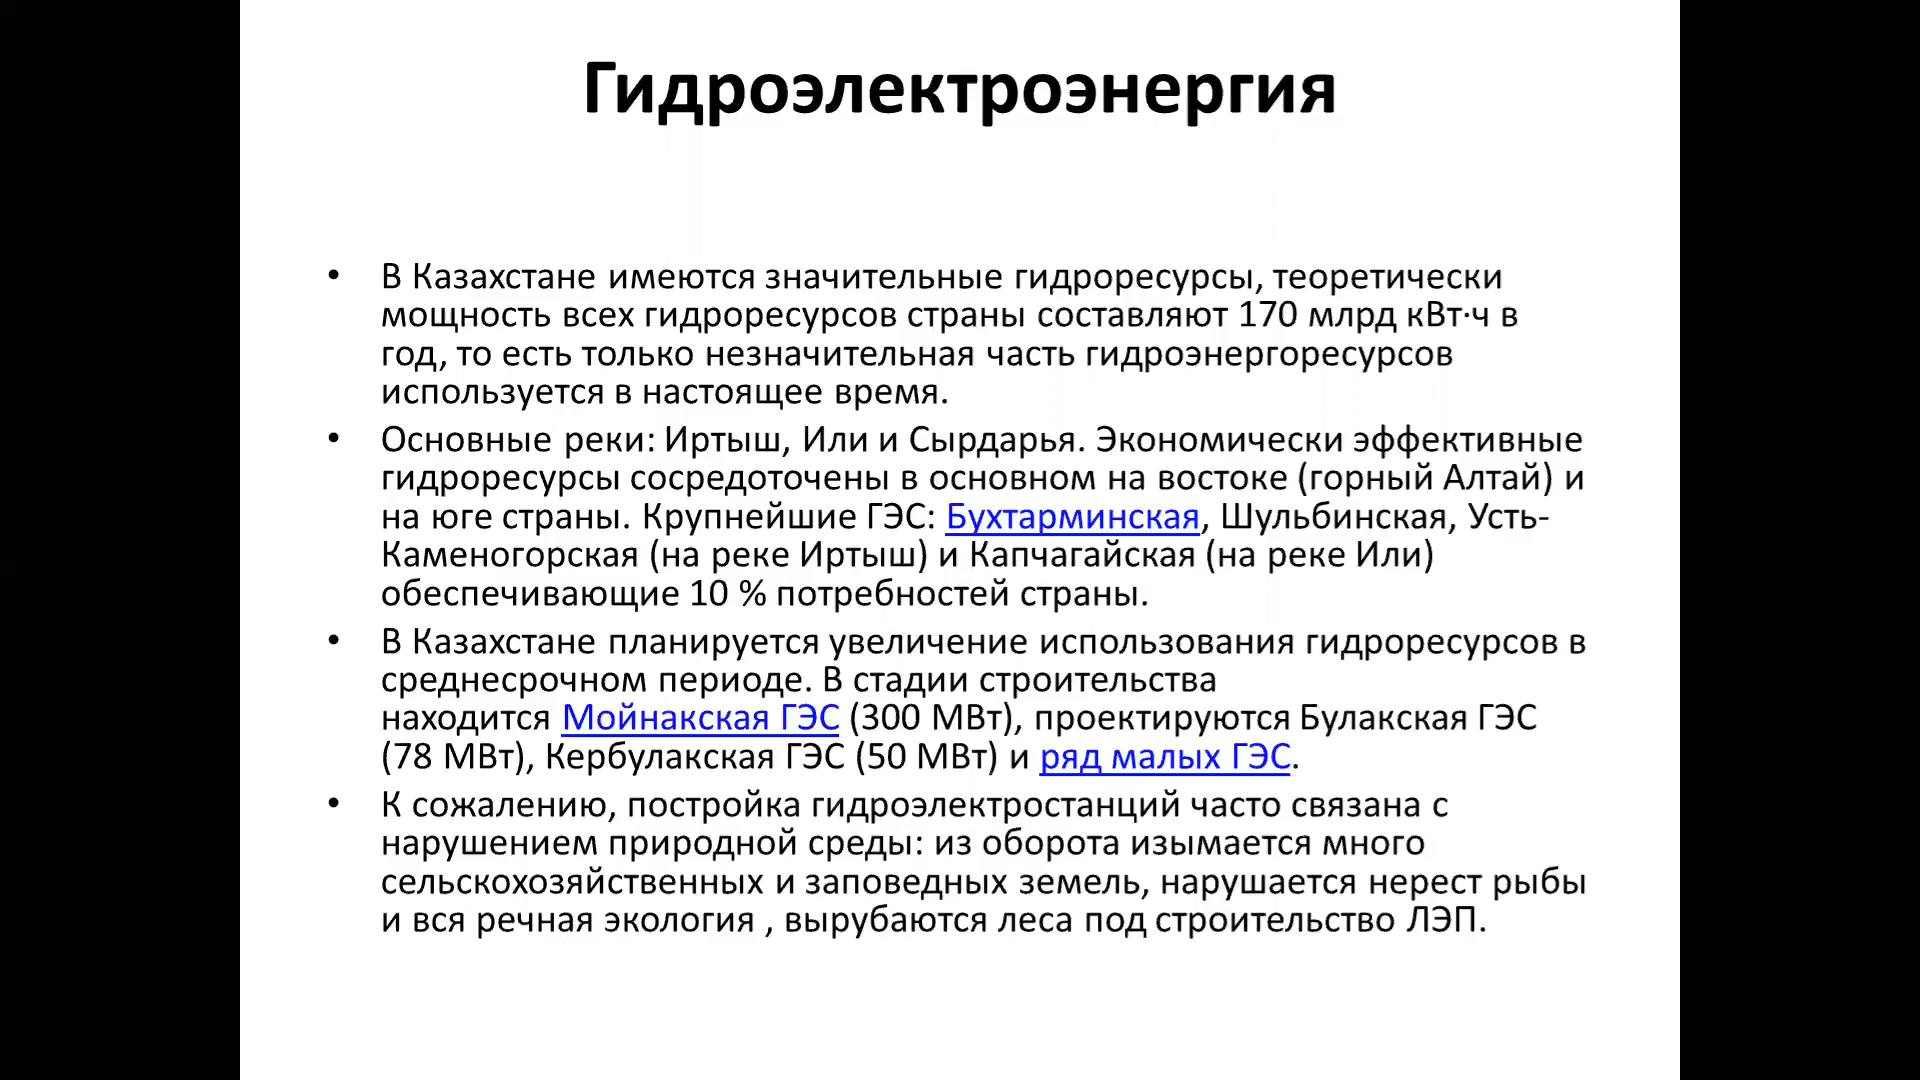 Гидроэлектроэнергия
• В Казахстане имеются значительные гидроресурсы, теоретически
мощность всех гидроресурсов страны составляют 170 млрд кВт·ч в
год, то есть только незначительная часть гидроэнергоресурсов
используется в настоящее время.
• Основные реки: Иртыш, Или и Сырдарья. Экономически эффективные
гидроресурсы сосредоточены в основном на востоке (горный Алтай) и
на юге страны. Крупнейшие ГЭС: Бухтарминская, Шульбинская, Усть-
Каменогорская (на реке Иртыш) и Капчагайская (на реке Или)
обеспечивающие 10 % потребностей страны.
• В Казахстане планируется увеличение использования гидроресурсов в
среднесрочном периоде. В стадии строительства
находится Мойнакская ГЭС (300 МВт), проектируются Булакская ГЭС
(78 МВт), Кербулакская ГЭС (50 МВт) и ряд малых ГЭС.
• К сожалению, постройка гидроэлектростанций часто связана с
нарушением природной среды: из оборота изымается много
сельскохозяйственных и заповедных земель, нарушается нерест рыбы
и вся речная экология , вырубаются леса под строительство ЛЭП.